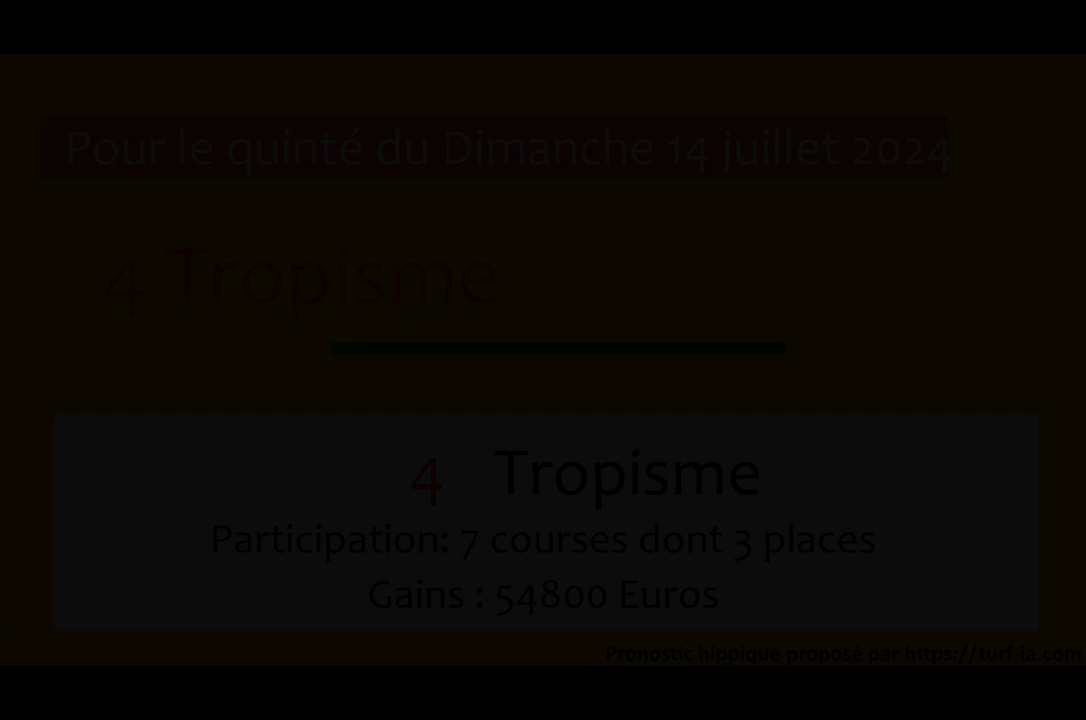 Pour le quinté du Dimanche 14 juillet 2024
4 Tropisme
4 Tropisme
Participation: 7 courses dont 3 places
Gains : 54800 Euros
Pronostic hippique proposé par https://turf-ia.com